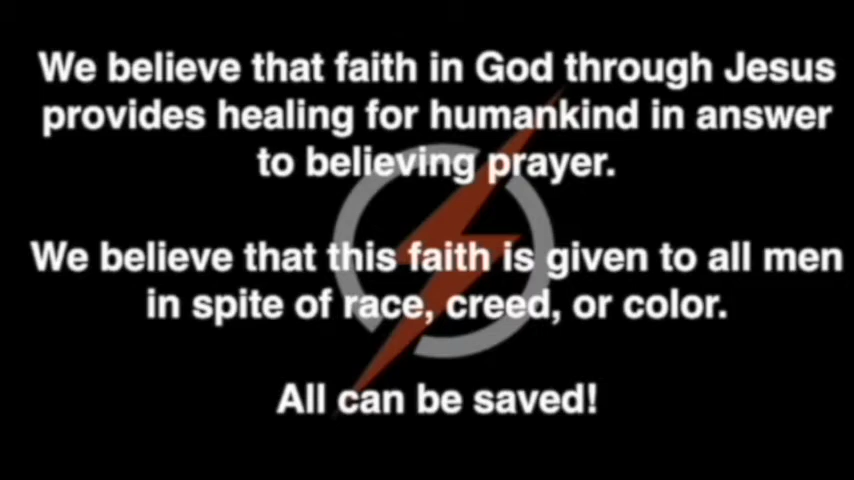 We believe that faith in God through Jesus
provides healing for humankind in answer
to believing prayer.
We believe that this faith is given to all men
in spite of race, creed, or color.
All can be saved!